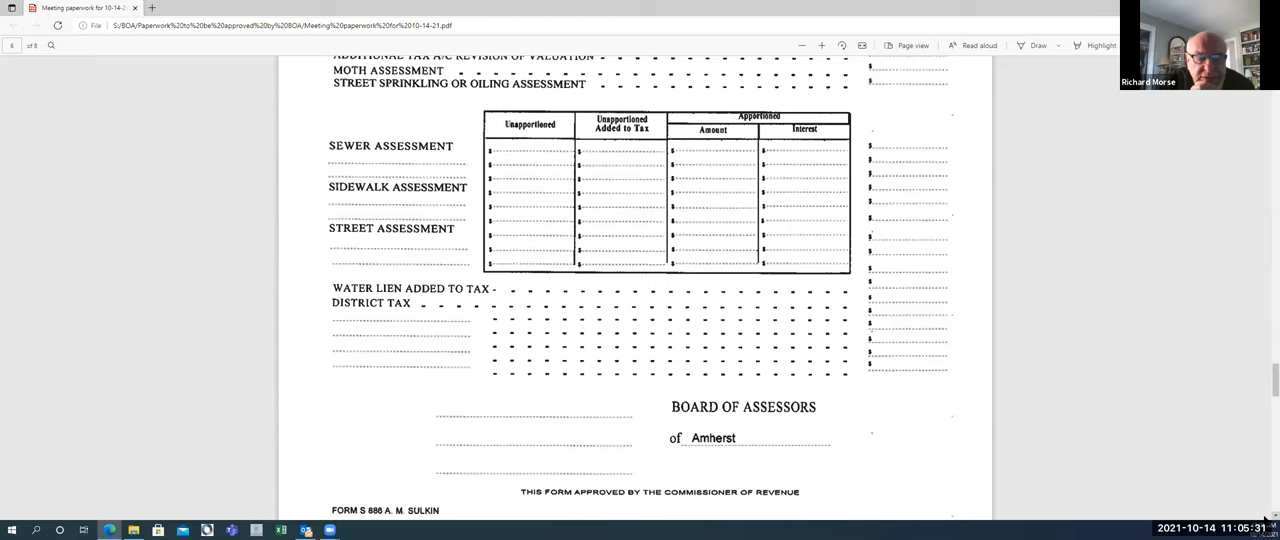 Meeting paperwork for 10-14-2
File
S:/BOA/Paperwork%20to%20be%20approved%20by%20BOA/Meeting%20paperwork%20for%2010-14-21.pdf
6 of 8
Page view
Read aloud
Draw
Highlight
Richard Morse
ADDITIONAL TAX A/C REVISION OF VALUATION
MOTH ASSESSMENT
STREET SPRINKLING OR OILING ASSESSMENT
Unapportioned
Unapportioned
Added to Tax
Apportioned
Amount
Interest
SEWER ASSESSMENT
SIDEWALK ASSESSMENT
STREET ASSESSMENT
WATER LIEN ADDED TO TAX -
DISTRICT TAX
BOARD OF ASSESSORS
of Amherst
THIS FORM APPROVED BY THE COMMISSIONER OF REVENUE
FORM S 886 A. M. SULKIN
2021-10-14 11:05:31